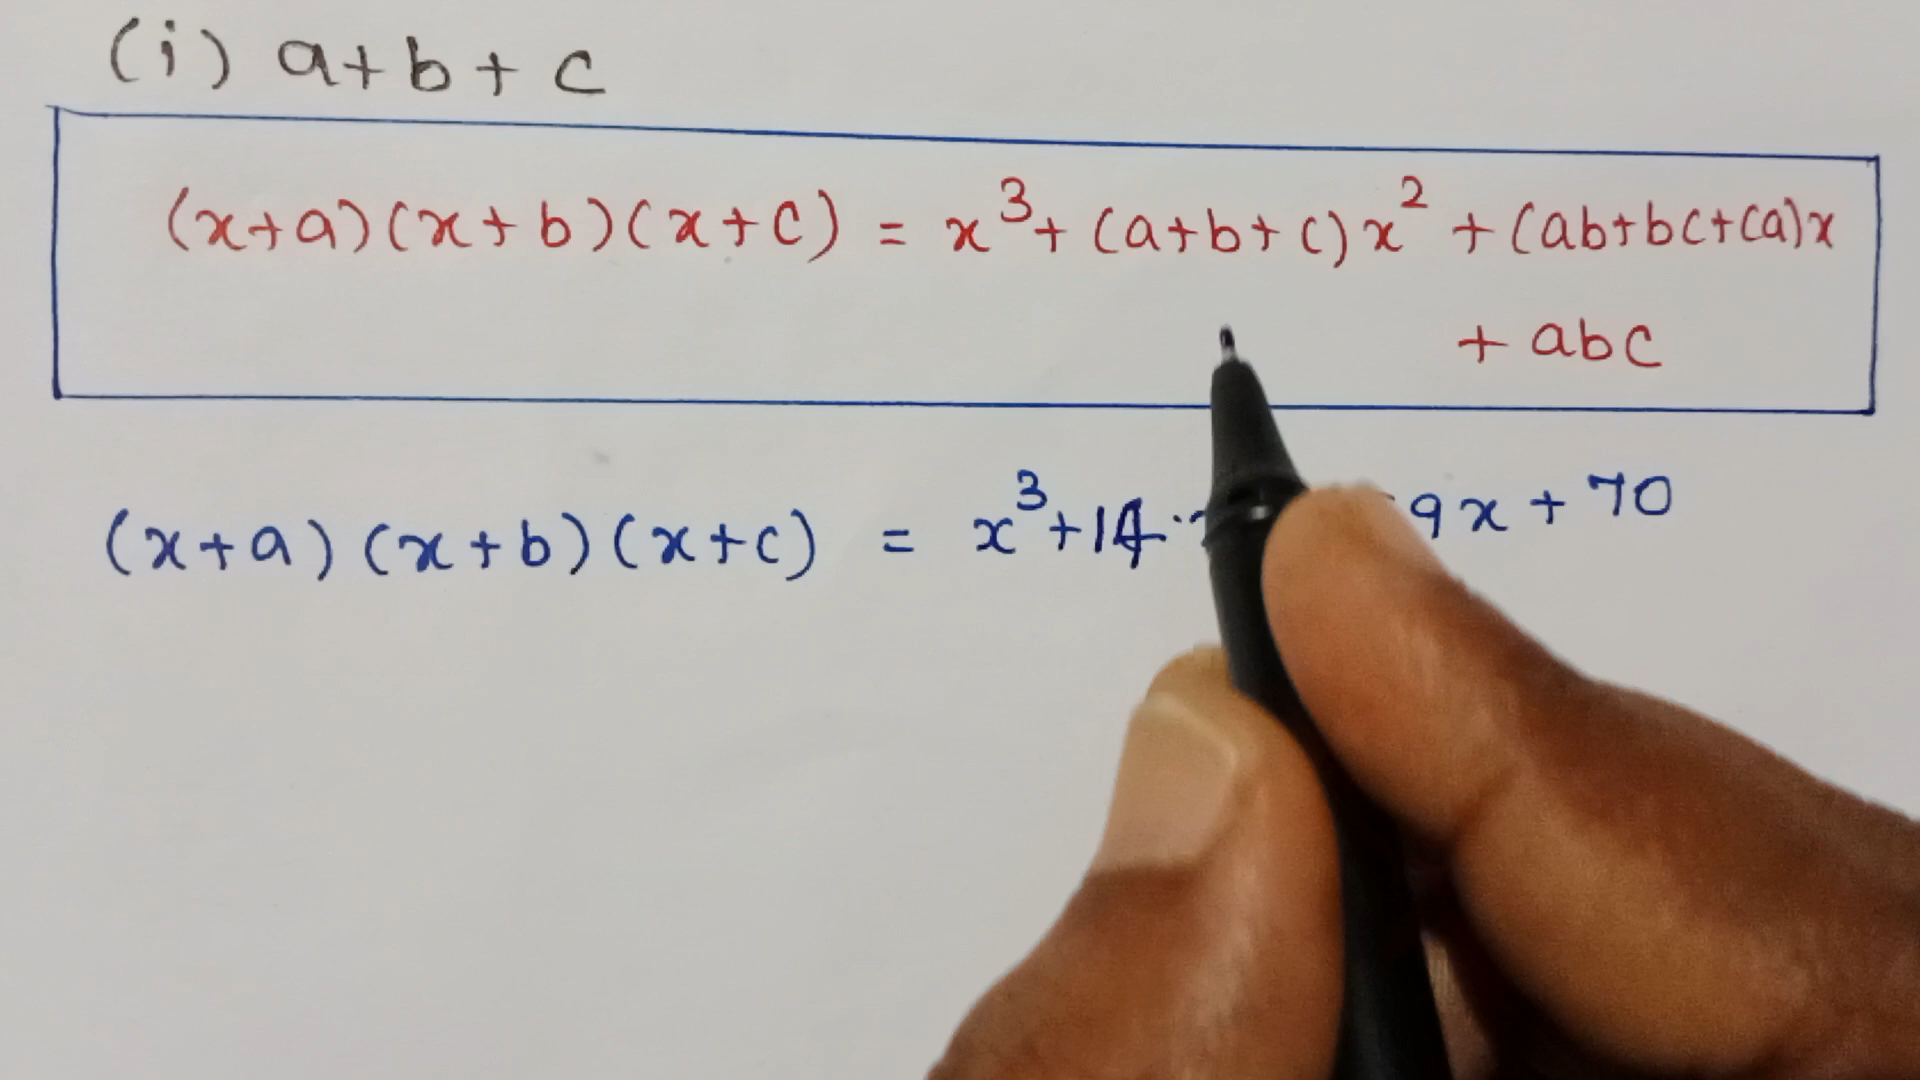 (i) a+b+c
(x+a)(x+b)(x+c) = x³+(a+b+c)x²+(ab+bc+ca)x
+ abc
(x+a)(x+b)(x+c) = x³+14 9x+70